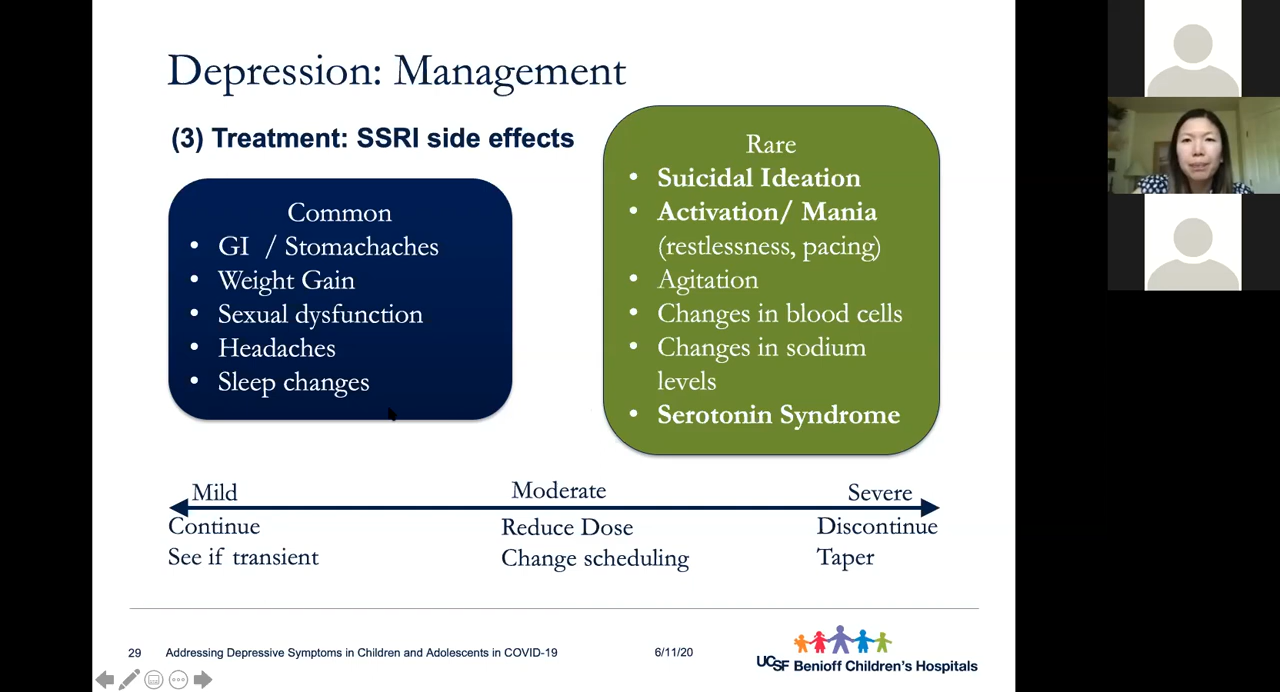 Depression: Management
(3) Treatment: SSRI side effects
Common
• GI / Stomachaches
• Weight Gain
• Sexual dysfunction
• Headaches
• Sleep changes
Rare
• Suicidal Ideation
• Activation/ Mania
(restlessness, pacing)
• Agitation
• Changes in blood cells
• Changes in sodium
levels
• Serotonin Syndrome
Mild
Moderate
Severe
Continue
See if transient
Reduce Dose
Change scheduling
Discontinue
Taper
29 Addressing Depressive Symptoms in Children and Adolescents in COVID-19 6/11/20
UCSF Benioff Children's Hospitals